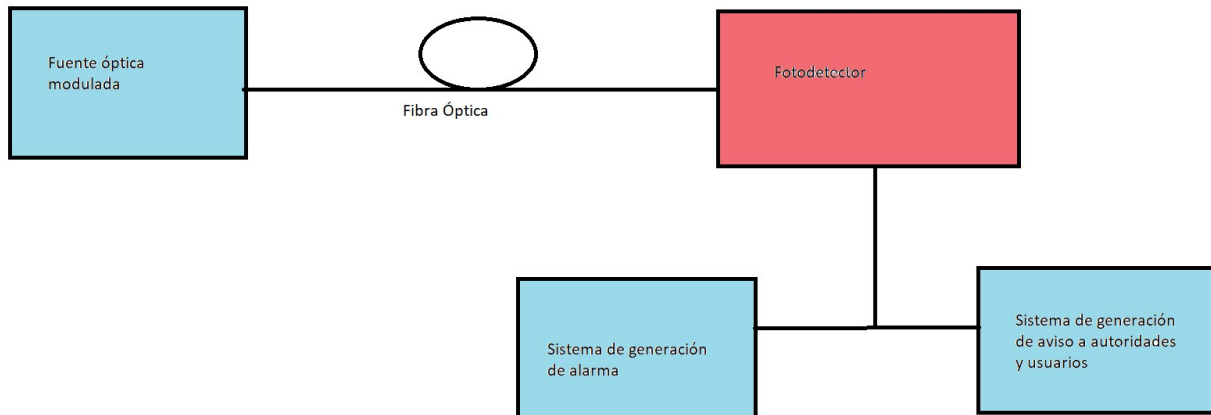 Fuente óptica
modulada
Fibra Óptica
Fotodetector
Sistema de generación
de alarma
Sistema de generación
de aviso a autoridades
y usuarios